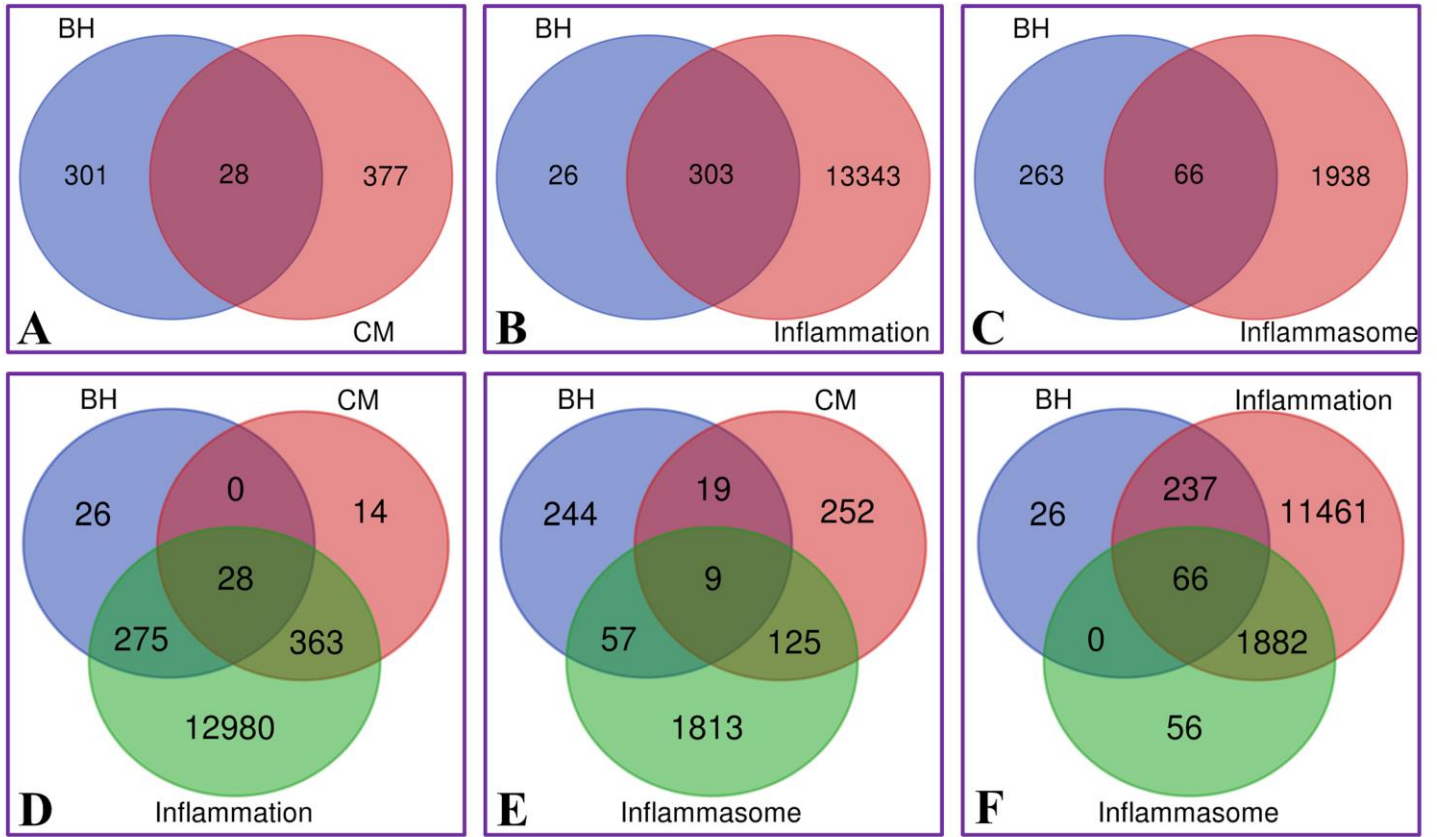 BH
301
28
377
A
CM
BH
26
303
13343
B
Inflammation
BH
263
66
1938
C
Inflammasome
BH
CM
0
26
14
28
275
363
12980
D
Inflammation
BH
CM
19
244
252
9
57
125
1813
E
Inflammasome
BH
Inflammation
237
26
11461
66
0
1882
56
F
Inflammasome